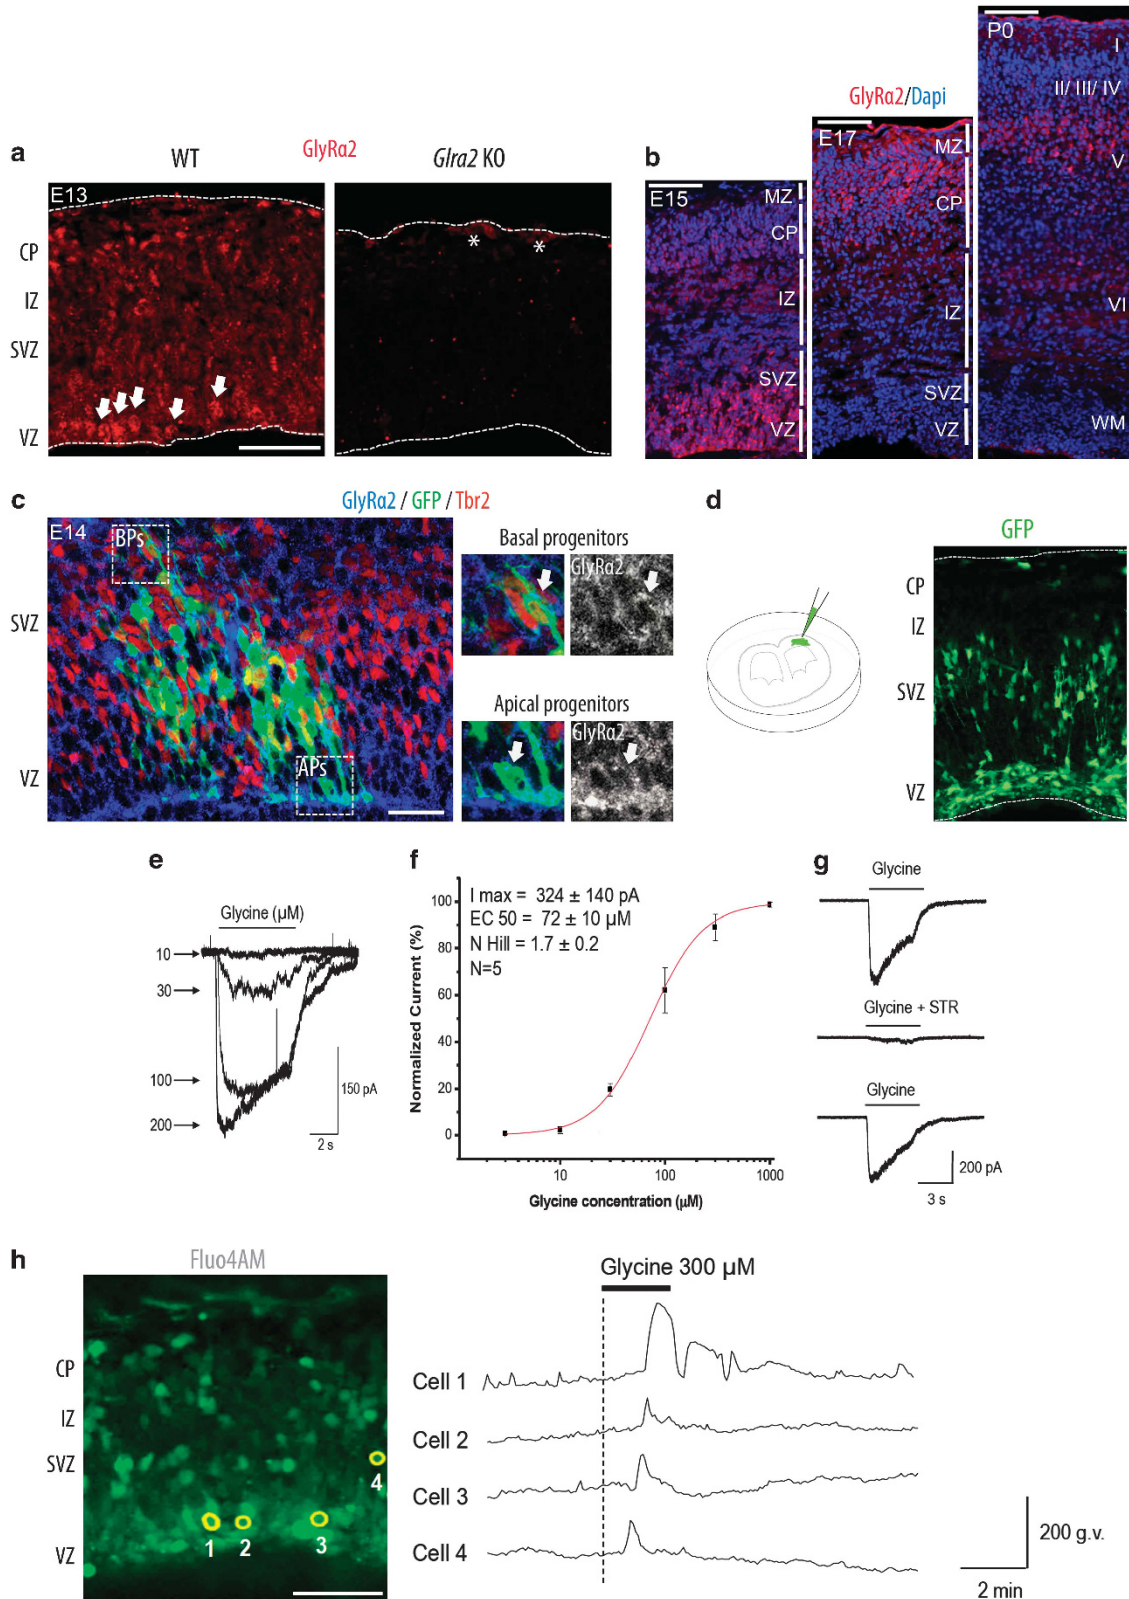 a
WT
GlyRα2
Glra2 KO
E13
CP
IZ
SVZ
VZ
*
*
b
GlyRα2/Dapi
E15
MZ
CP
IZ
SVZ
VZ
E17
MZ
CP
IZ
SVZ
VZ
P0
I
II/ III/ IV
V
VI
WM
c
GlyRα2 / GFP / Tbr2
E14
BPs
APs
SVZ
VZ
Basal progenitors
GlyRα2
Apical progenitors
GlyRα2
d
GFP
CP
IZ
SVZ
VZ
e
Glycine (µM)
10
30
100
200
150 pA
2 s
f
I max = 324 ± 140 pA
EC 50 = 72 ± 10 µM
N Hill = 1.7 ± 0.2
N=5
Normalized Current (%)
100
80
60
40
20
0
10
100
1000
Glycine concentration (µM)
g
Glycine
Glycine + STR
Glycine
200 pA
3 s
h
Fluo4AM
CP
IZ
SVZ
VZ
1
2
3
4
Glycine 300 µM
Cell 1
Cell 2
Cell 3
Cell 4
200 g.v.
2 min